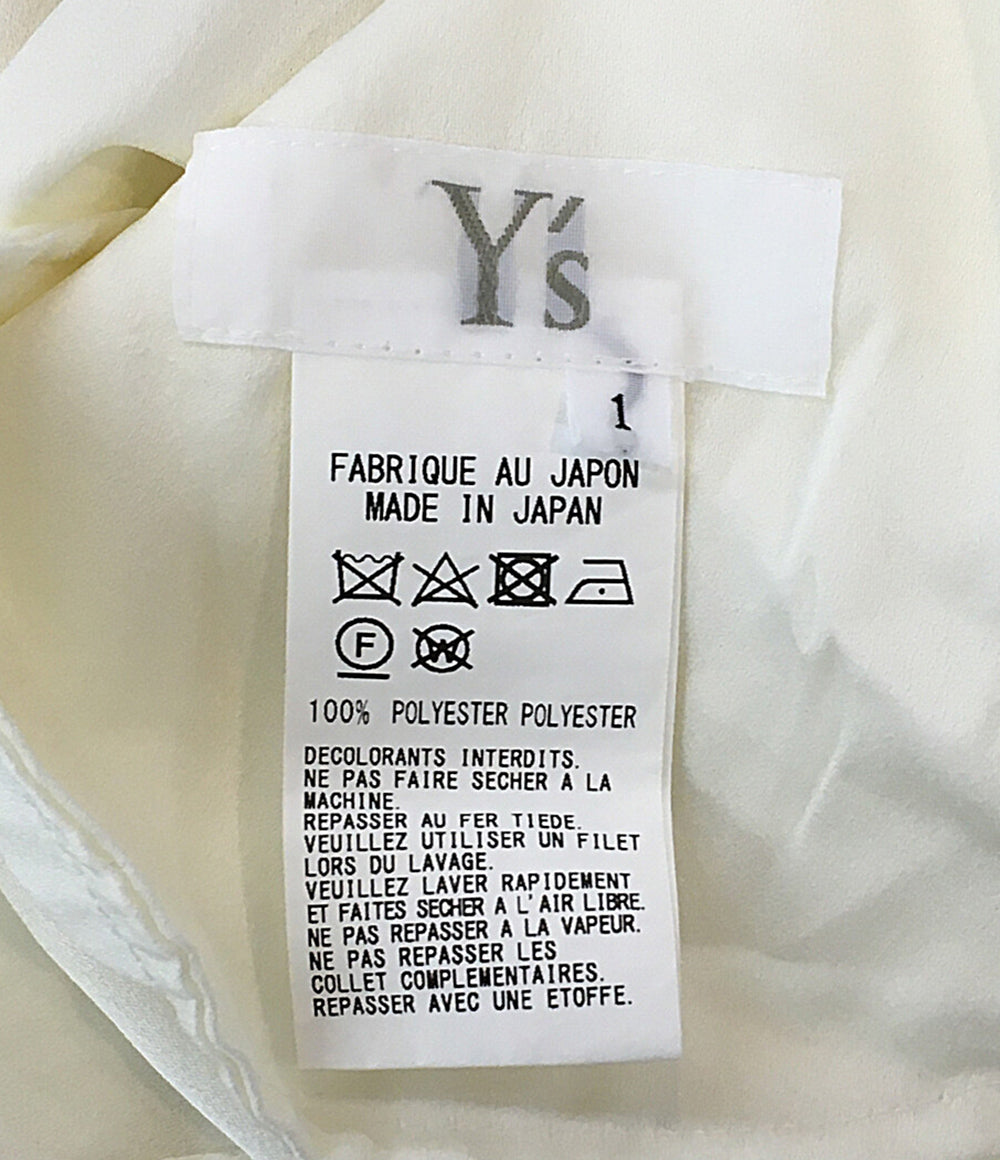 Y's
1
FABRIQUE AU JAPON
MADE IN JAPAN
F W
100% POLYESTER POLYESTER
DECOLORANTS INTERDITS.
NE PAS FAIRE SECHER A LA
MACHINE.
REPASSER AU FER TIEDE.
VEUILLEZ UTILISER UN FILET
LORS DU LAVAGE.
VEUILLEZ LAVER RAPIDEMENT
ET FAITES SECHER A L'AIR LIBRE.
NE PAS REPASSER A LA VAPEUR.
NE PAS REPASSER LES
COLLET COMPLEMENTAIRES.
REPASSER AVEC UNE ETOFFE.